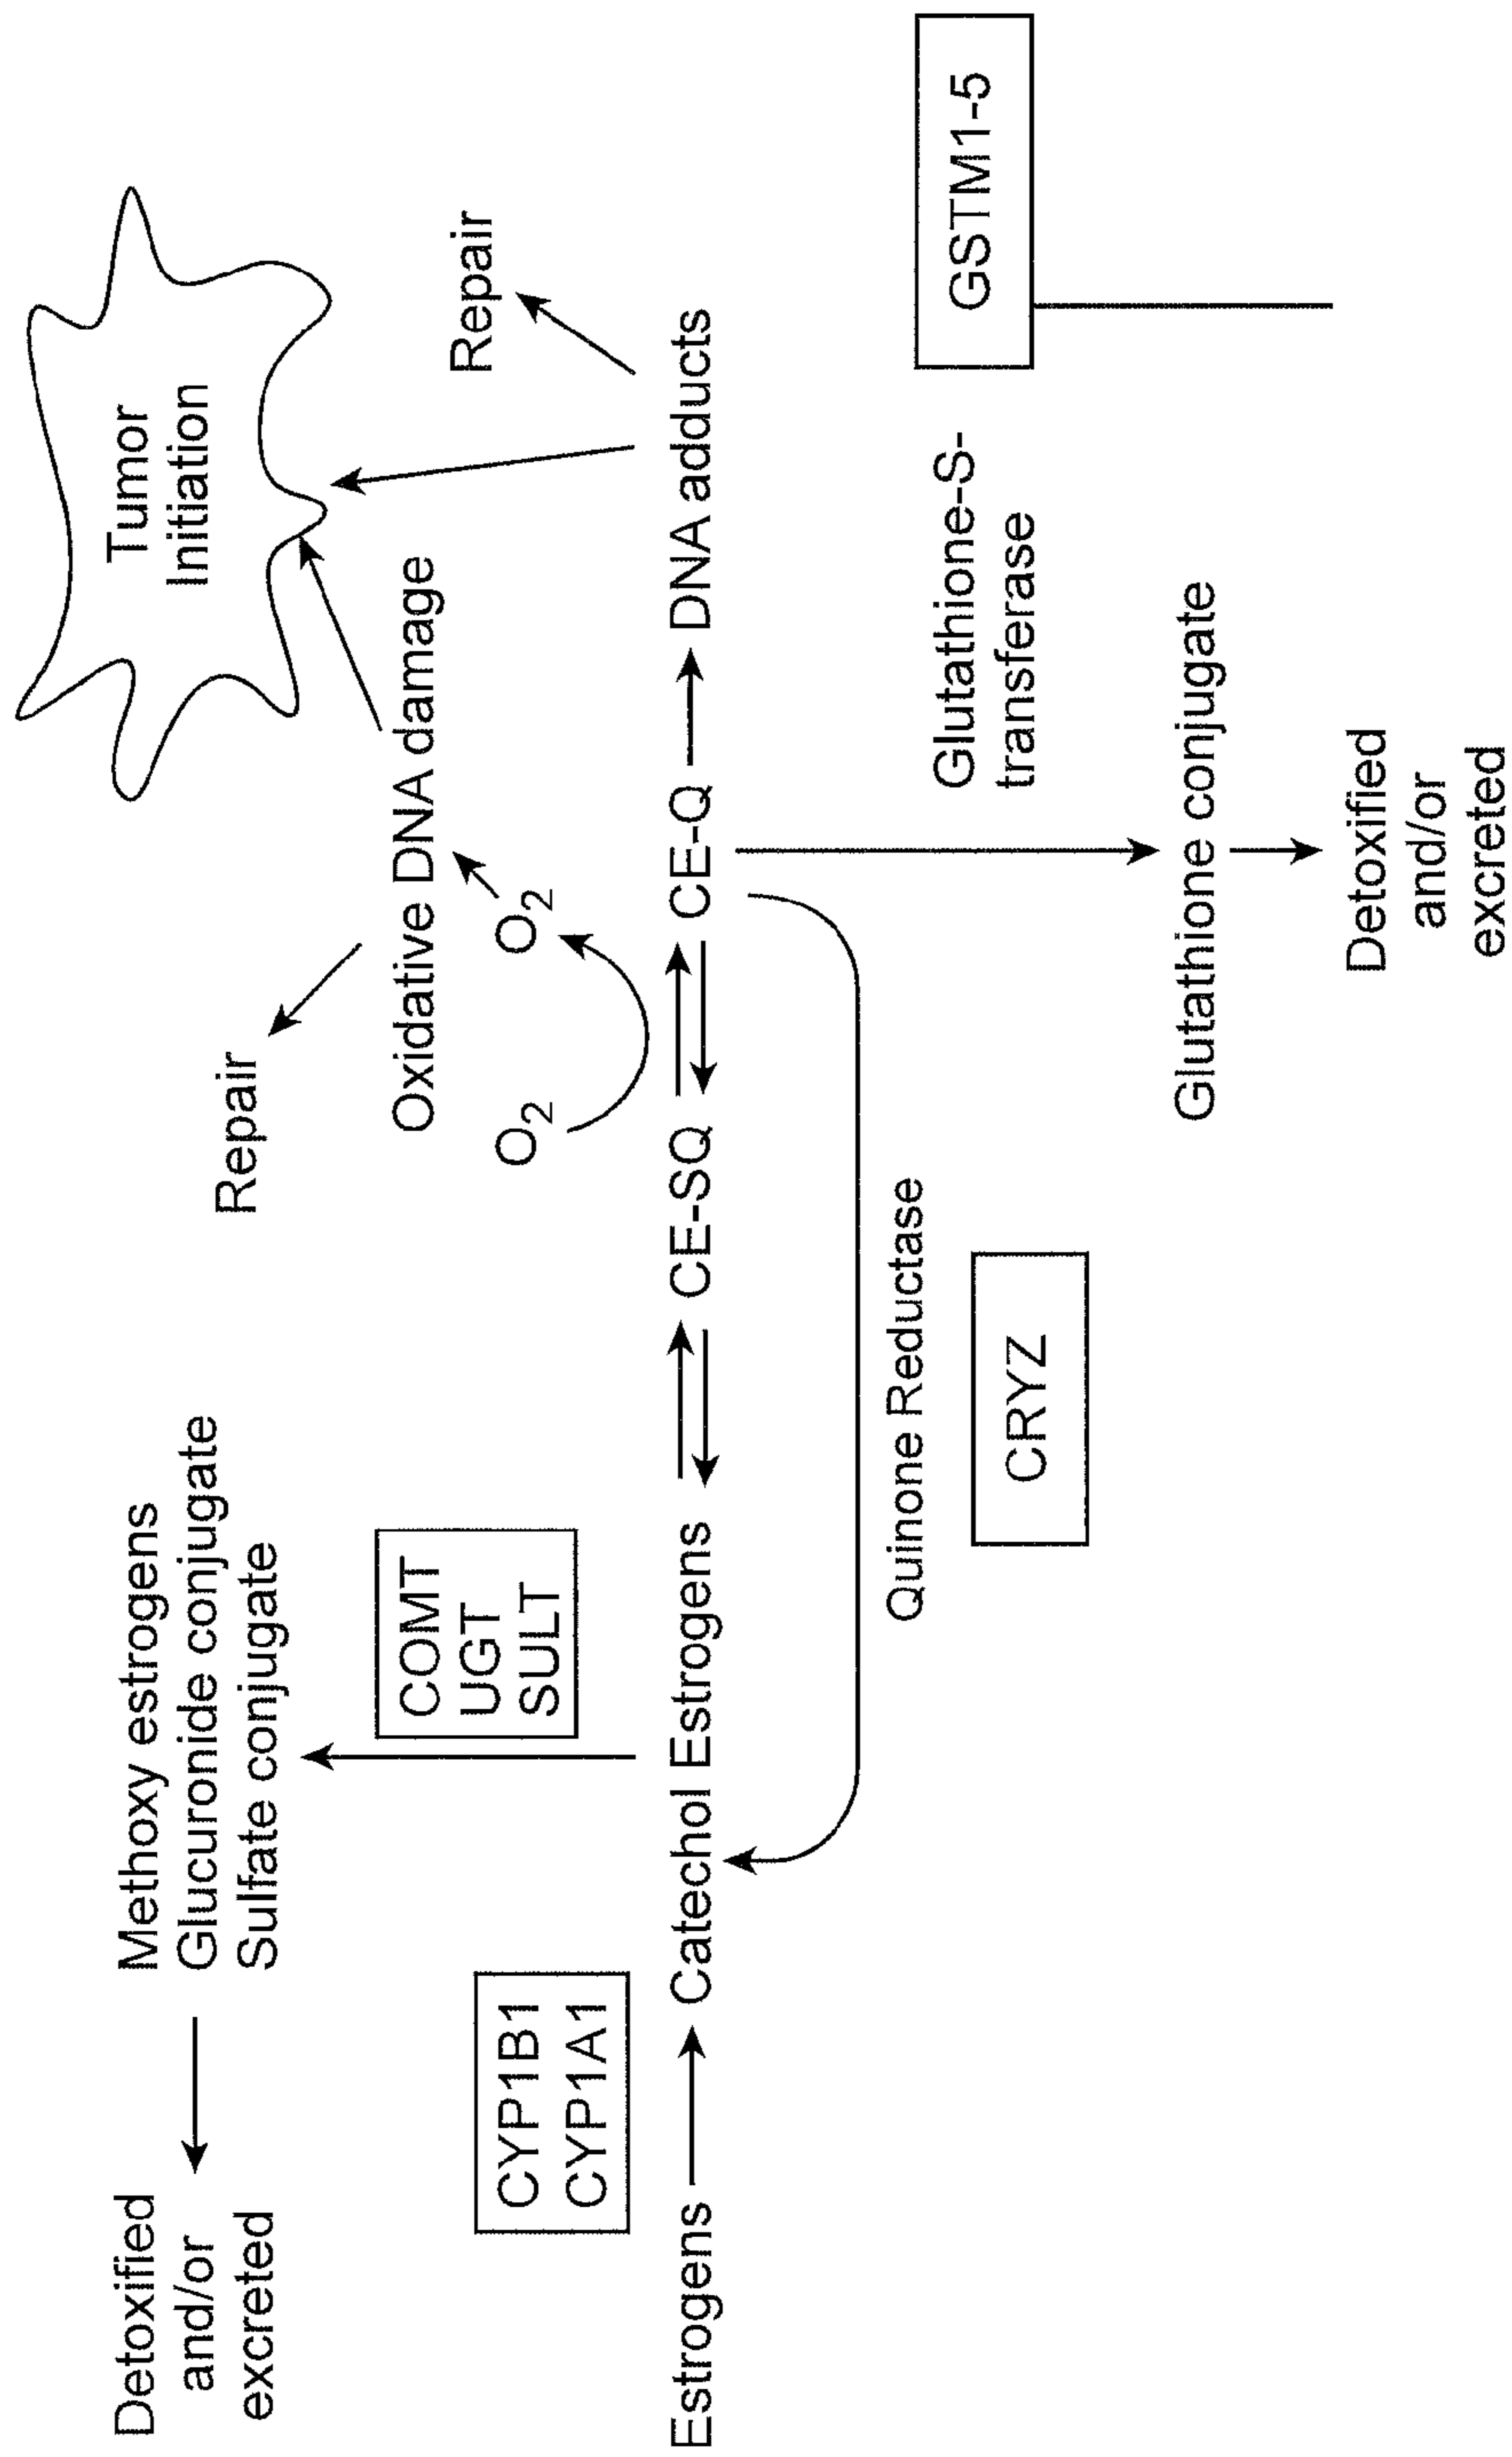 Detoxified
and/or
excreted
Methoxy estrogens
Glucuronide conjugate
Sulfate conjugate
COMT
UGT
SULT
CYP1B1
CYP1A1
Estrogens
Catechol Estrogens
CE-SQ
CE-Q
DNA adducts
Repair
Oxidative DNA damage
O2
O2
Tumor
Initiation
Repair
Quinone Reductase
CRYZ
Glutathione-S-
transferase
GSTM1-5
Glutathione conjugate
Detoxified
and/or
excreted